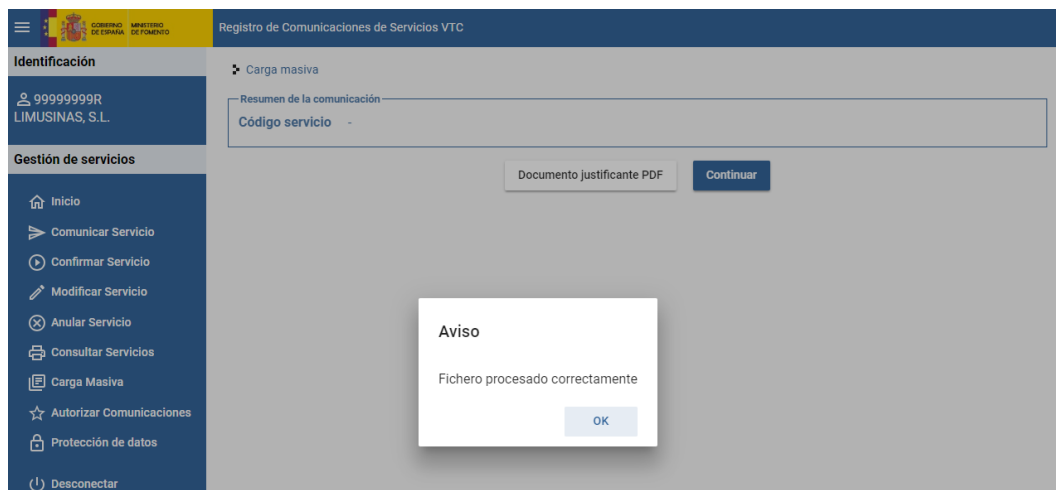 GOBIERNO DE ESPAÑA
MINISTERIO DE FOMENTO
Registro de Comunicaciones de Servicios VTC
Identificación
99999999R
LIMUSINAS, S.L.
Gestión de servicios
Inicio
Comunicar Servicio
Confirmar Servicio
Modificar Servicio
Anular Servicio
Consultar Servicios
Carga Masiva
Autorizar Comunicaciones
Protección de datos
Desconectar
Carga masiva
Resumen de la comunicación
Código servicio -
Documento justificante PDF
Continuar
Aviso
Fichero procesado correctamente
OK